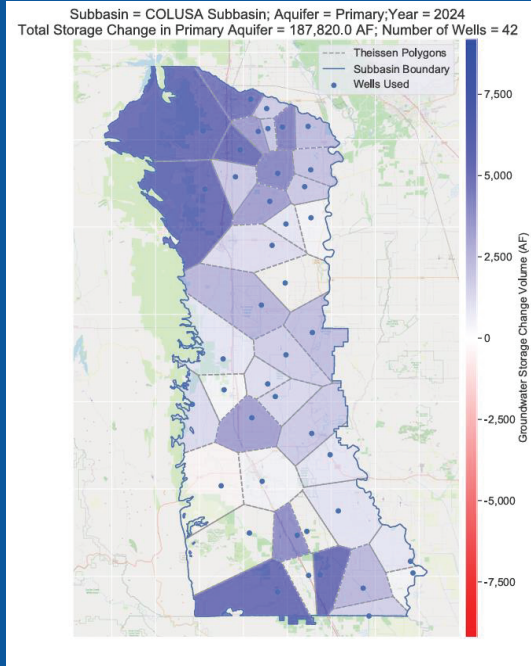 Subbasin = COLUSA Subbasin; Aquifer = Primary;Year = 2024
Total Storage Change in Primary Aquifer = 187,820.0 AF; Number of Wells = 42
Theissen Polygons
Subbasin Boundary
Wells Used
7,500
5,000
2,500
0
-2,500
-5,000
-7,500
Groundwater Storage Change Volume (AF)